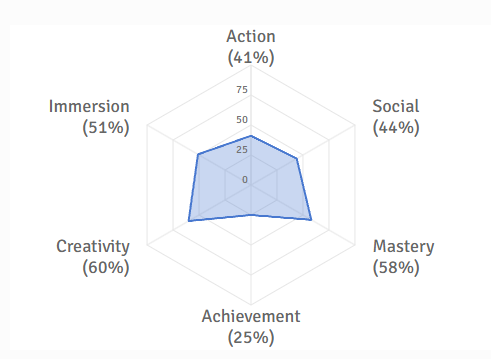 Action
(41%)
Immersion
(51%)
Social
(44%)
75
50
25
0
Creativity
(60%)
Mastery
(58%)
Achievement
(25%)